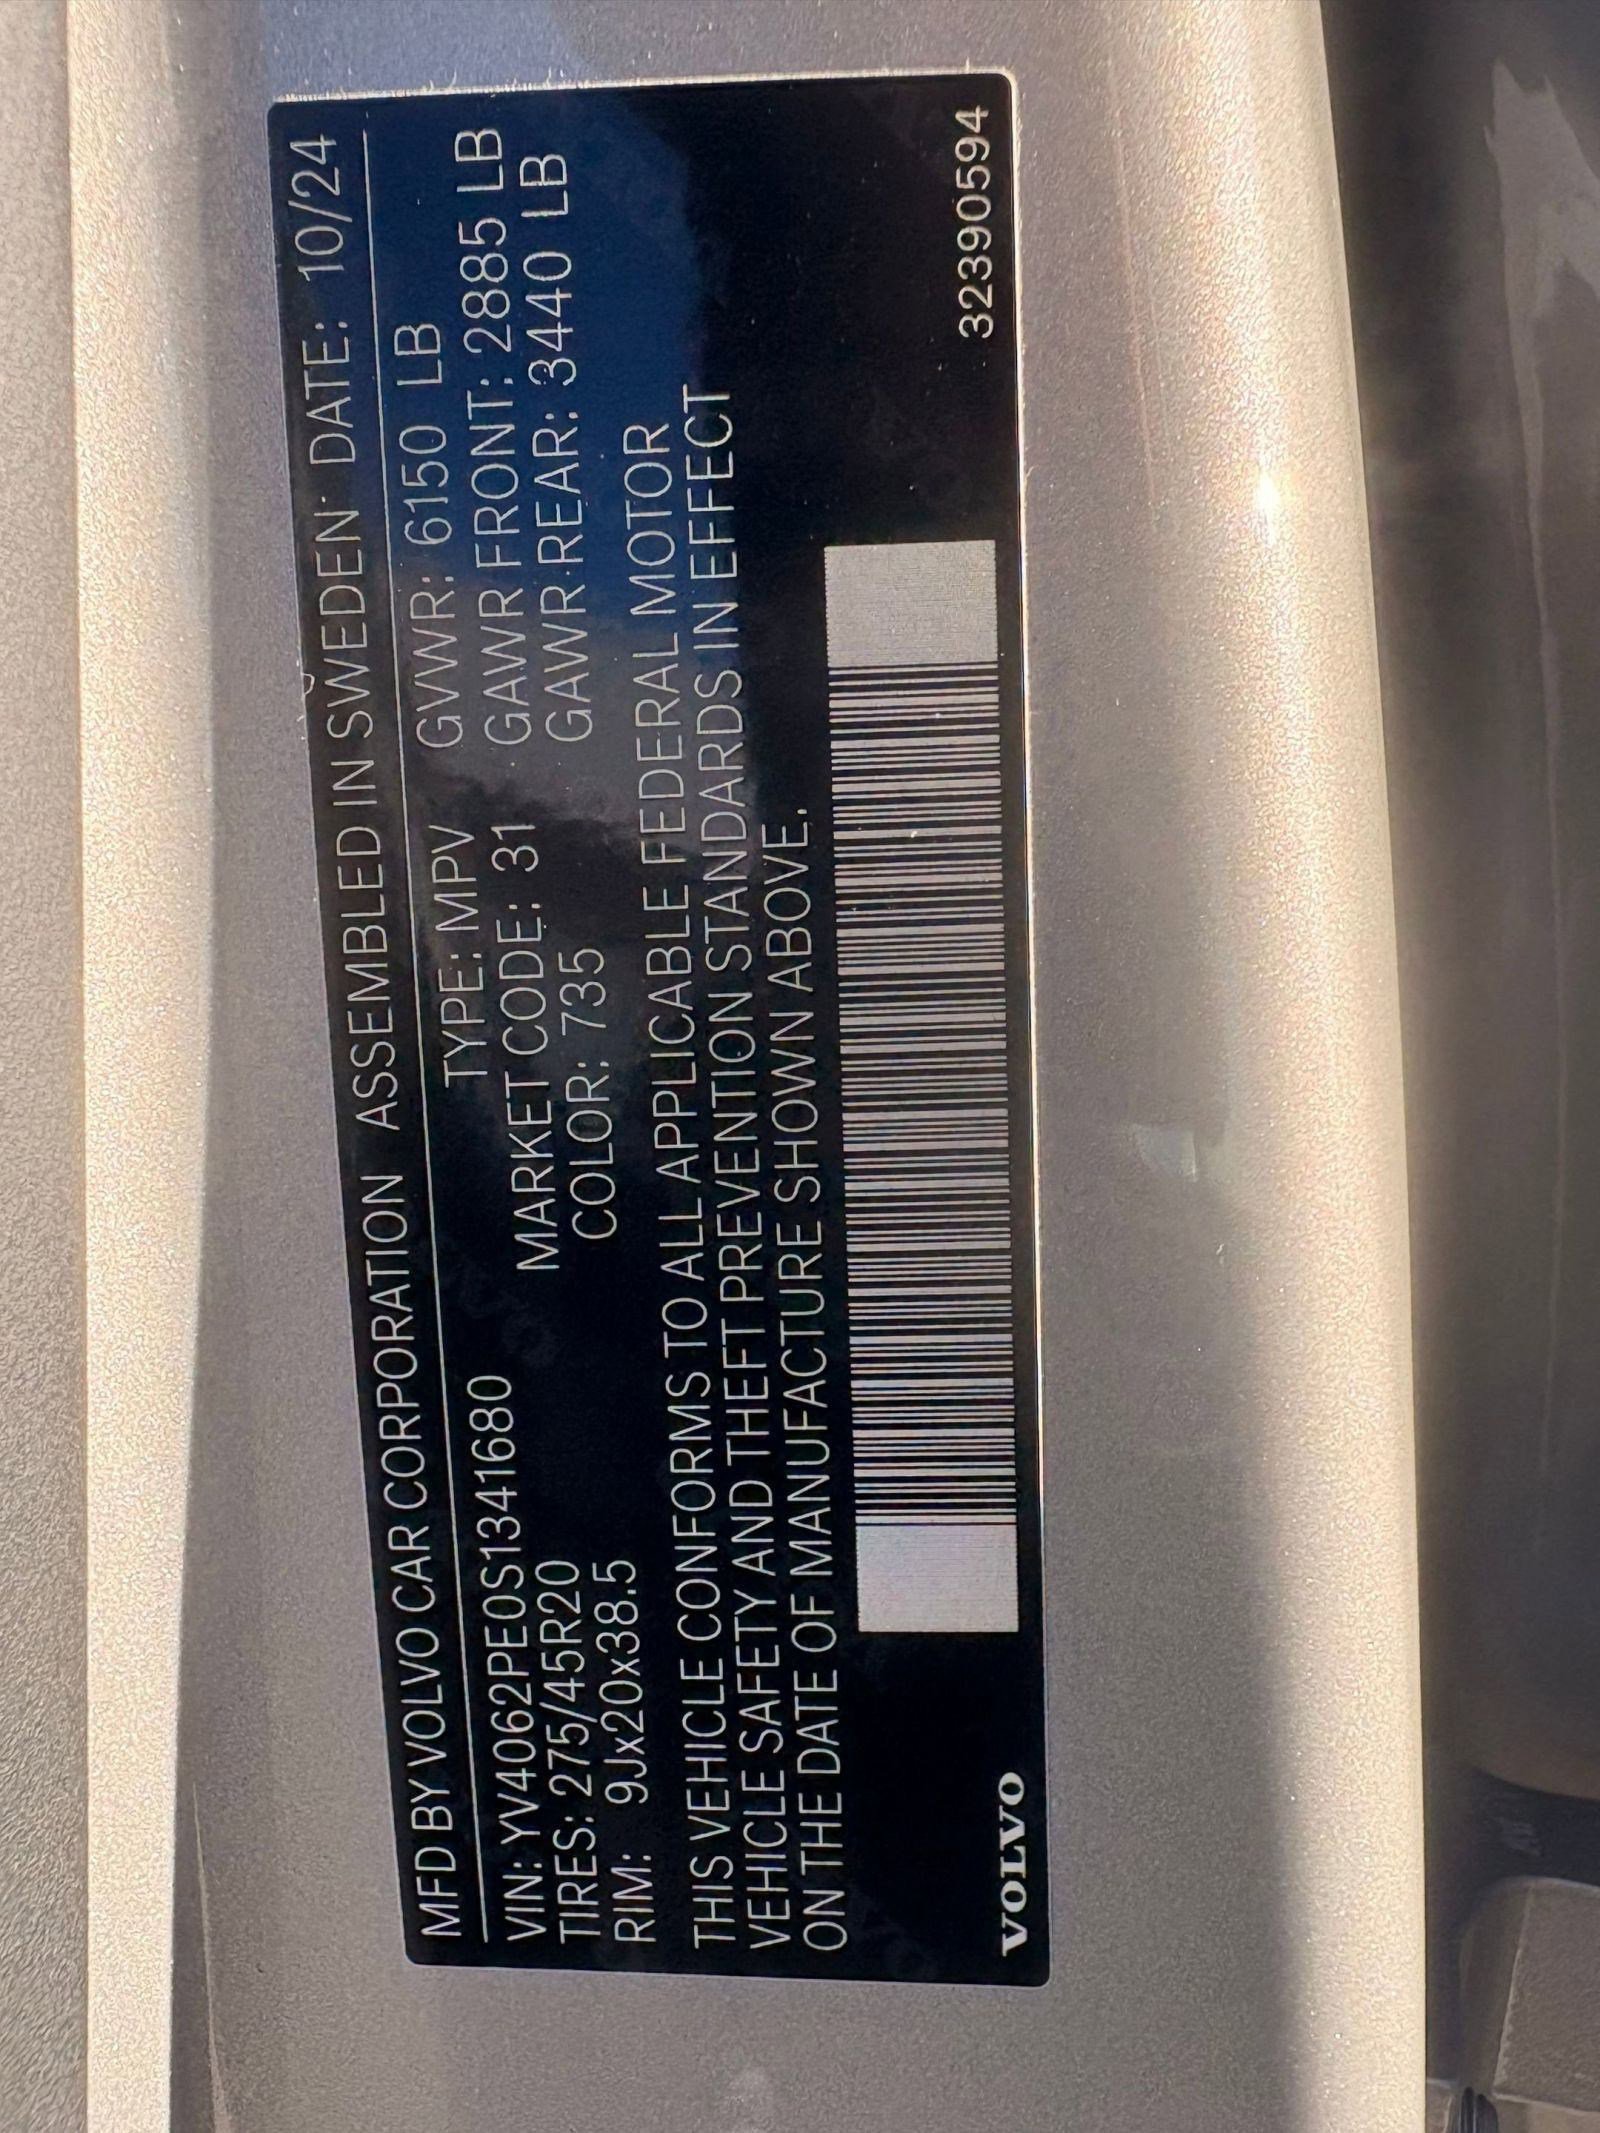 MFD BY VOLVO CAR CORPORATION ASSEMBLED IN SWEDEN DATE: 10/24
VIN: YV4062PE0S1341680 TYPE: MPV GVWR: 6150 LB
TIRES: 275/45R20 MARKET CODE: 31 GAWR FRONT: 2885 LB
RIM: 9Jx20x38.5 COLOR: 735 GAWR REAR: 3440 LB
THIS VEHICLE CONFORMS TO ALL APPLICABLE FEDERAL MOTOR
VEHICLE SAFETY AND THEFT PREVENTION STANDARDS IN EFFECT
ON THE DATE OF MANUFACTURE SHOWN ABOVE.
VOLVO 32390594